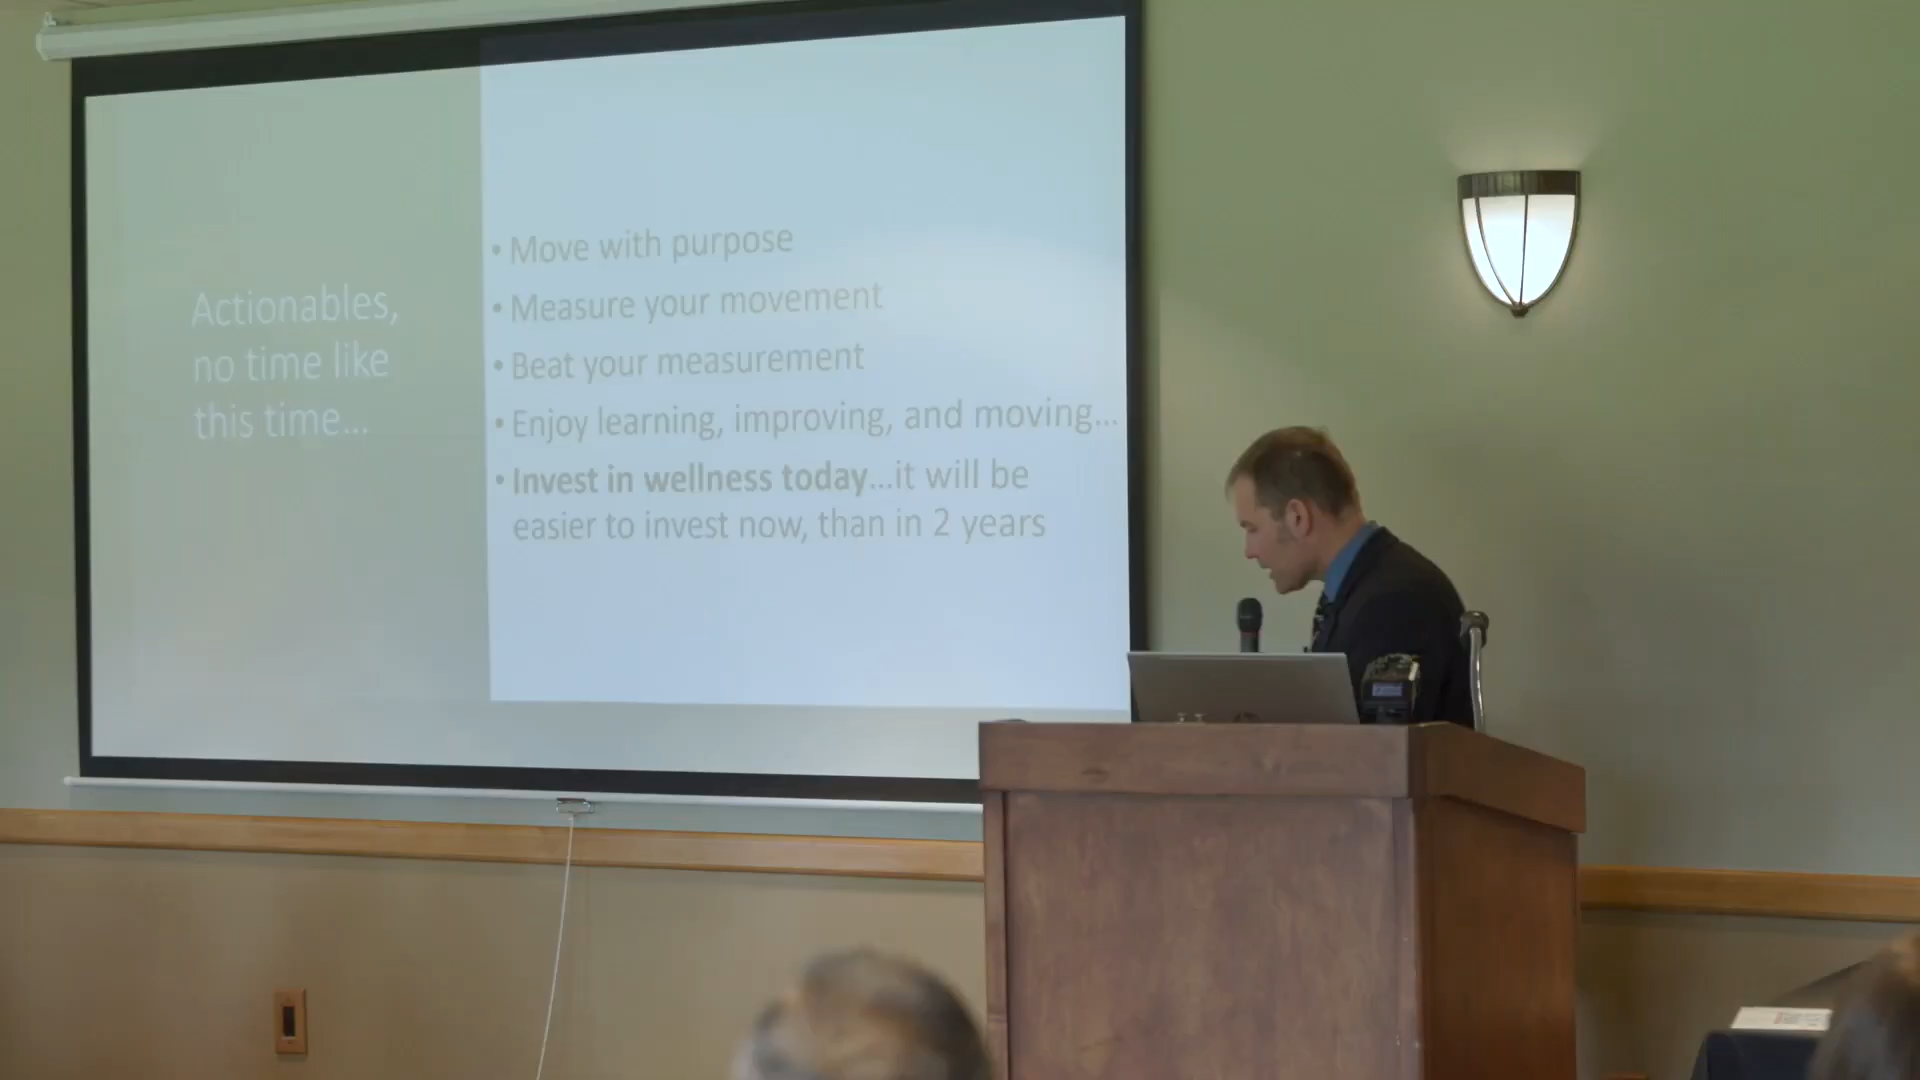 Actionables,
no time like
this time...
• Move with purpose
• Measure your movement
• Beat your measurement
• Enjoy learning, improving, and moving...
• Invest in wellness today...it will be
easier to invest now, than in 2 years